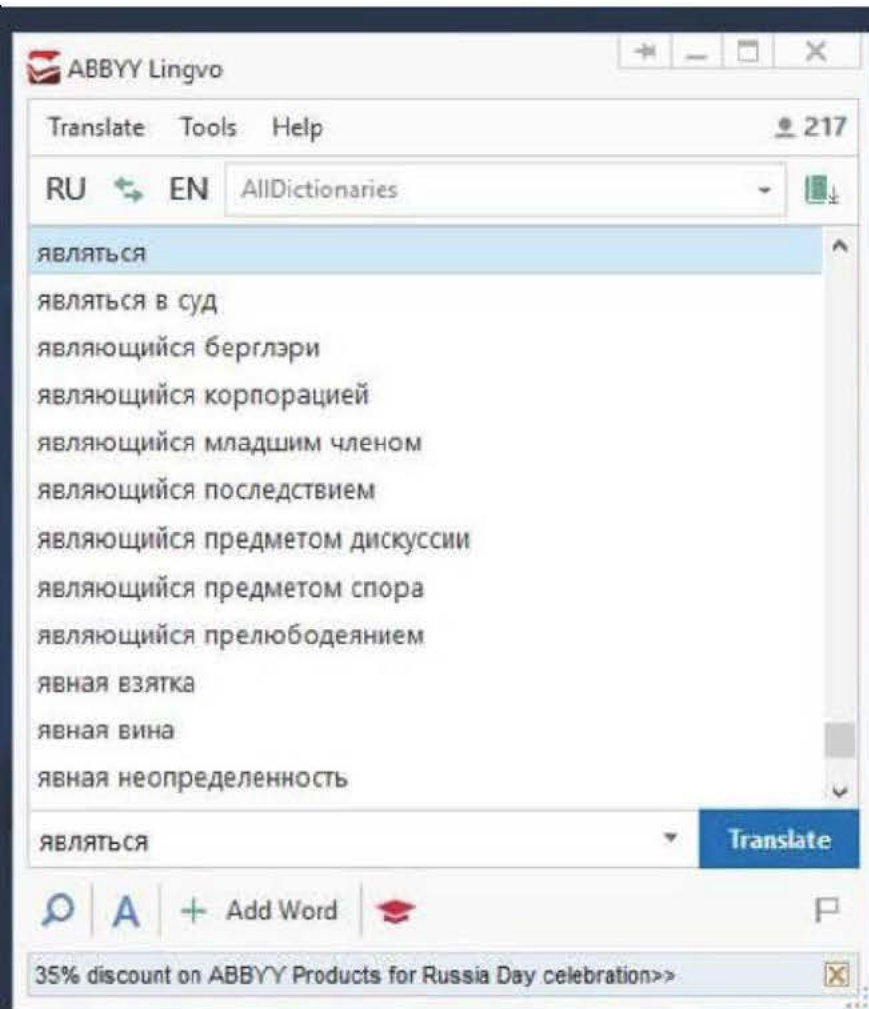 ABBYY Lingvo
Translate Tools Help 217
RU EN AllDictionaries
являться
являться в суд
являющийся берглэри
являющийся корпорацией
являющийся младшим членом
являющийся последствием
являющийся предметом дискуссии
являющийся предметом спора
являющийся прелюбодеянием
явная взятка
явная вина
явная неопределенность
являться Translate
A + Add Word
35% discount on ABBYY Products for Russia Day celebration>>